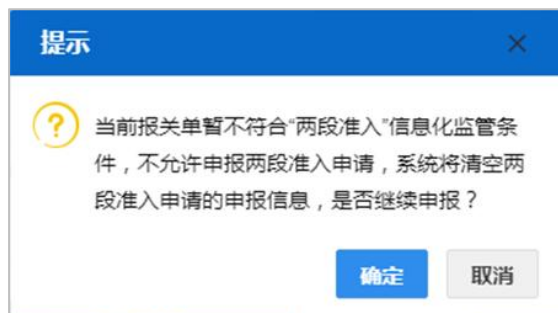 提示
当前报关单暂不符合“两段准入”信息化监管条
件，不允许申报两段准入申请，系统将清空两
段准入申请的申报信息，是否继续申报？
确定 取消